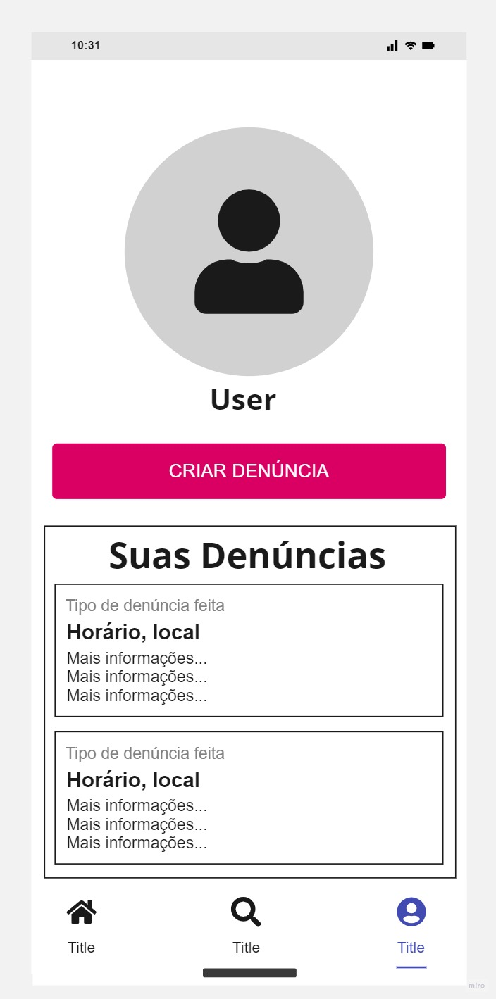 10:31
User
CRIAR DENÚNCIA
Suas Denúncias
Tipo de denúncia feita
Horário, local
Mais informações...
Mais informações...
Mais informações...
Tipo de denúncia feita
Horário, local
Mais informações...
Mais informações...
Mais informações...
Title Title Title
miro